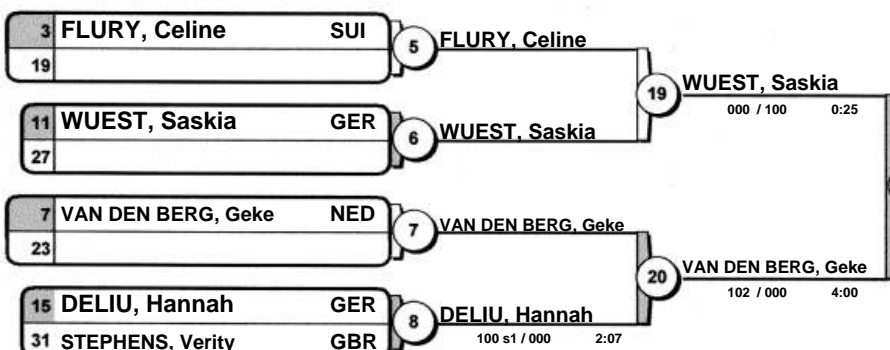 3 FLURY, Celine SUI
19
5 FLURY, Celine
11 WUEST, Saskia GER
27
6 WUEST, Saskia
19 WUEST, Saskia
000 / 100 0:25
7 VAN DEN BERG, Geke NED
23
7 VAN DEN BERG, Geke
15 DELIU, Hannah GER
31 STEPHENS, Verity GBR
8 DELIU, Hannah
100 s1 / 000 2:07
20 VAN DEN BERG, Geke
102 / 000 4:00